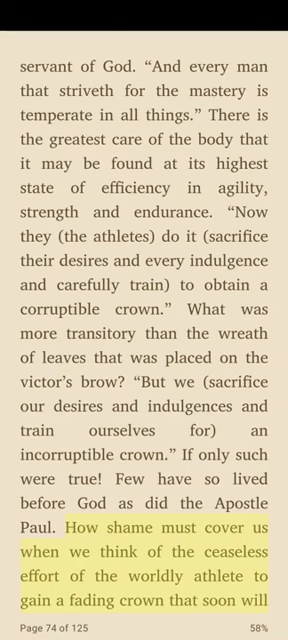 servant of God. “And every man
that striveth for the mastery is
temperate in all things.” There is
the greatest care of the body that
it may be found at its highest
state of efficiency in agility,
strength and endurance. “Now
they (the athletes) do it (sacrifice
their desires and every indulgence
and carefully train) to obtain a
corruptible crown.” What was
more transitory than the wreath
of leaves that was placed on the
victor’s brow? “But we (sacrifice
our desires and indulgences and
train ourselves for) an
incorruptible crown.” If only such
were true! Few have so lived
before God as did the Apostle
Paul. How shame must cover us
when we think of the ceaseless
effort of the worldly athlete to
gain a fading crown that soon will
Page 74 of 125 58%